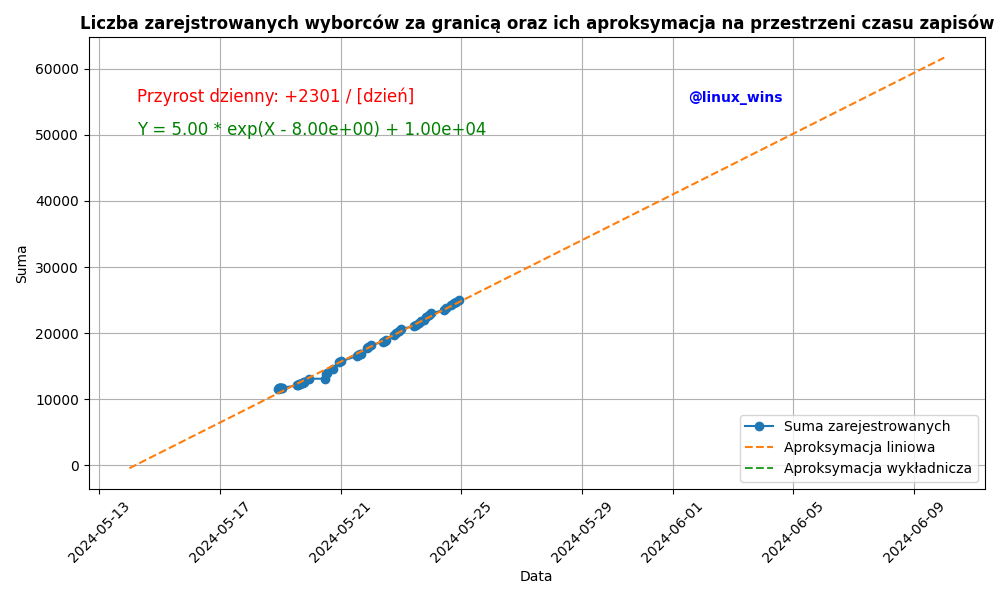 Liczba zarejstrowanych wyborców za granicą oraz ich aproksymacja na przestrzeni czasu zapisów
60000
50000
40000
30000
20000
10000
0
Suma
Przyrost dzienny: +2301 / [dzień]
@linux_wins
Y = 5.00 * exp(X - 8.00e+00) + 1.00e+04
Suma zarejestrowanych
Aproksymacja liniowa
Aproksymacja wykładnicza
2024-05-13
2024-05-17
2024-05-21
2024-05-25
2024-05-29
2024-06-01
2024-06-05
2024-06-09
Data